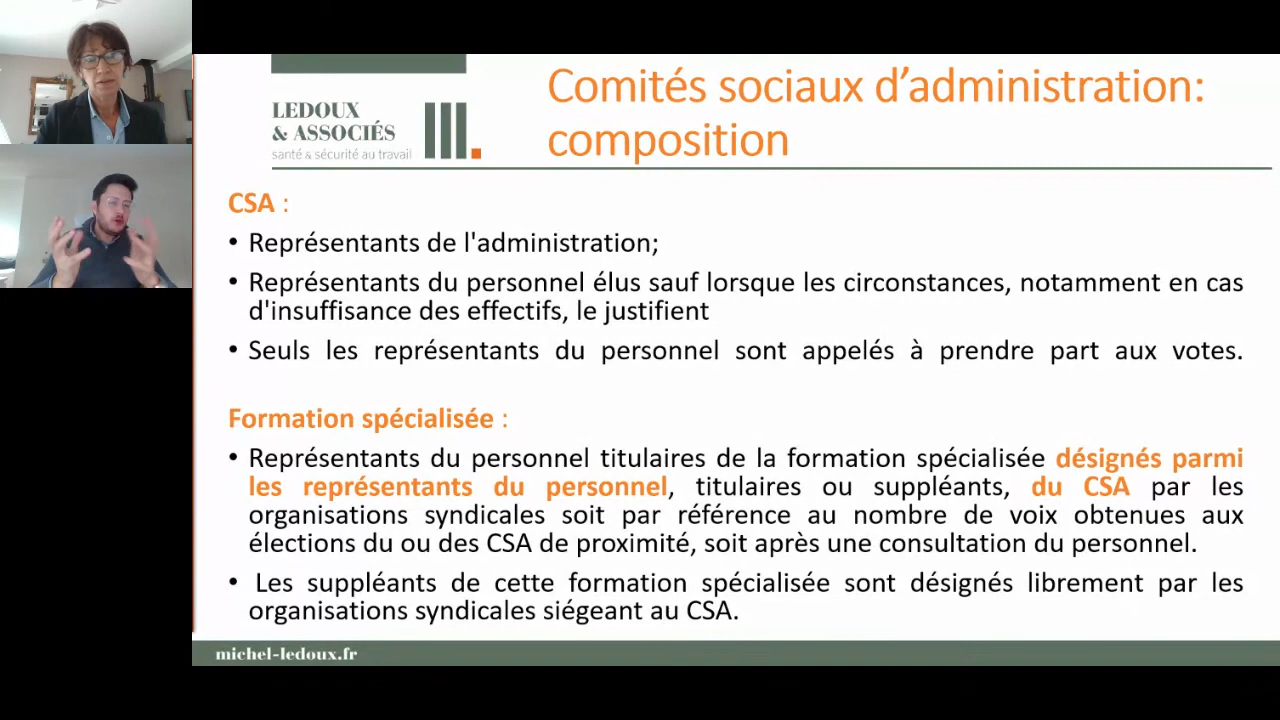 LEDOUX
& ASSOCIÉS
santé & sécurité au travail
Comités sociaux d’administration:
composition
CSA :
• Représentants de l'administration;
• Représentants du personnel élus sauf lorsque les circonstances, notamment en cas
d'insuffisance des effectifs, le justifient
• Seuls les représentants du personnel sont appelés à prendre part aux votes.
Formation spécialisée :
• Représentants du personnel titulaires de la formation spécialisée désignés parmi
les représentants du personnel, titulaires ou suppléants, du CSA par les
organisations syndicales soit par référence au nombre de voix obtenues aux
élections du ou des CSA de proximité, soit après une consultation du personnel.
• Les suppléants de cette formation spécialisée sont désignés librement par les
organisations syndicales siégeant au CSA.
michel-ledoux.fr